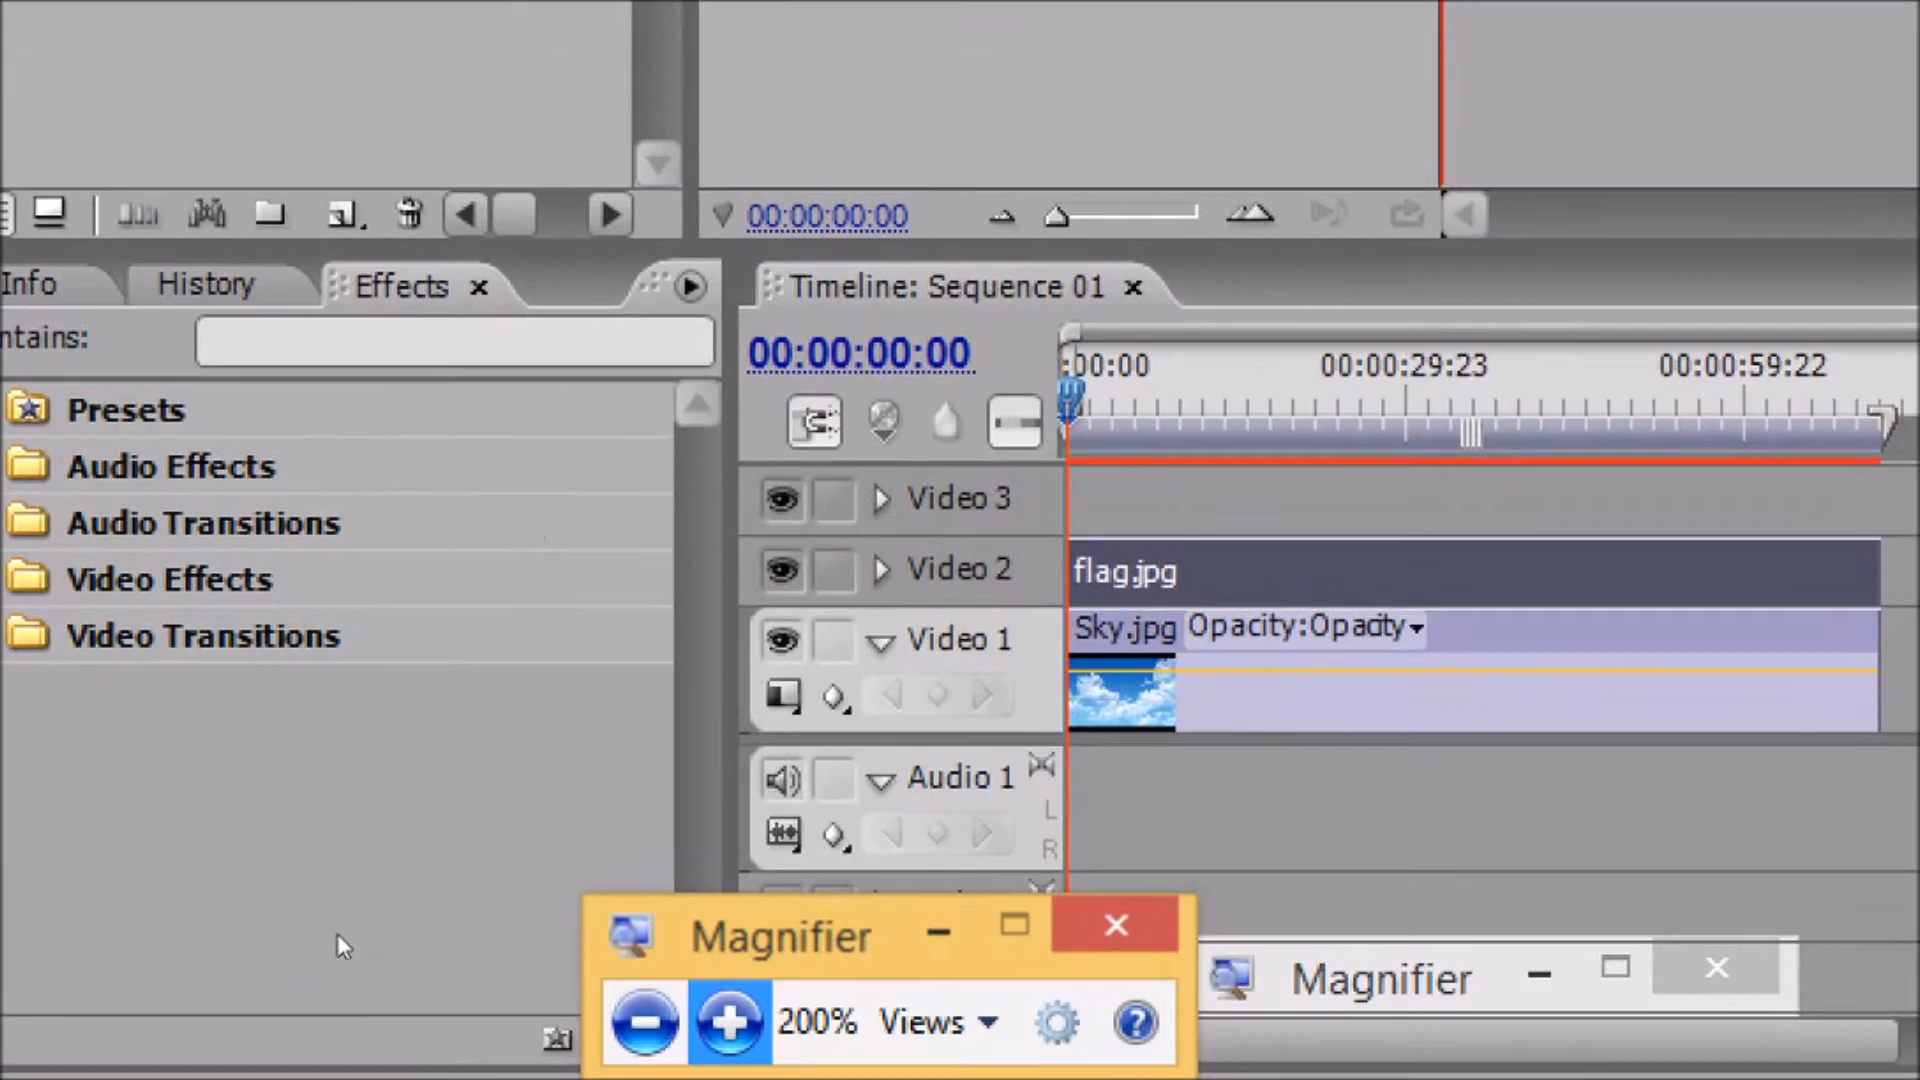 00:00:00:00
Info
History
Effects
Timeline: Sequence 01
ntains:
00:00:00:00
:00:00
00:00:29:23
00:00:59:22
Presets
Audio Effects
Audio Transitions
Video Effects
Video Transitions
Video 3
Video 2
flag.jpg
Video 1
Sky.jpg
Opacity:Opacity
Audio 1
L
R
Magnifier
200%
Views
Magnifier